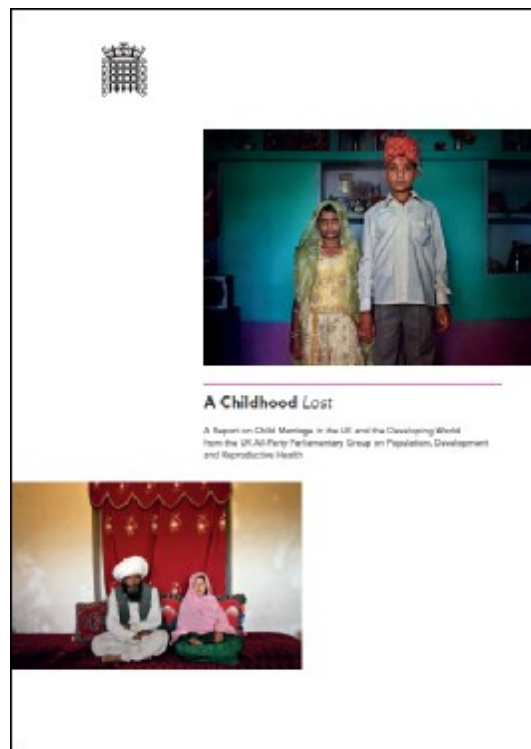 A Childhood Lost
A Report on Child Marriage in the UK and the Developing World
from the UK All-Party Parliamentary Group on Population, Development
and Reproductive Health